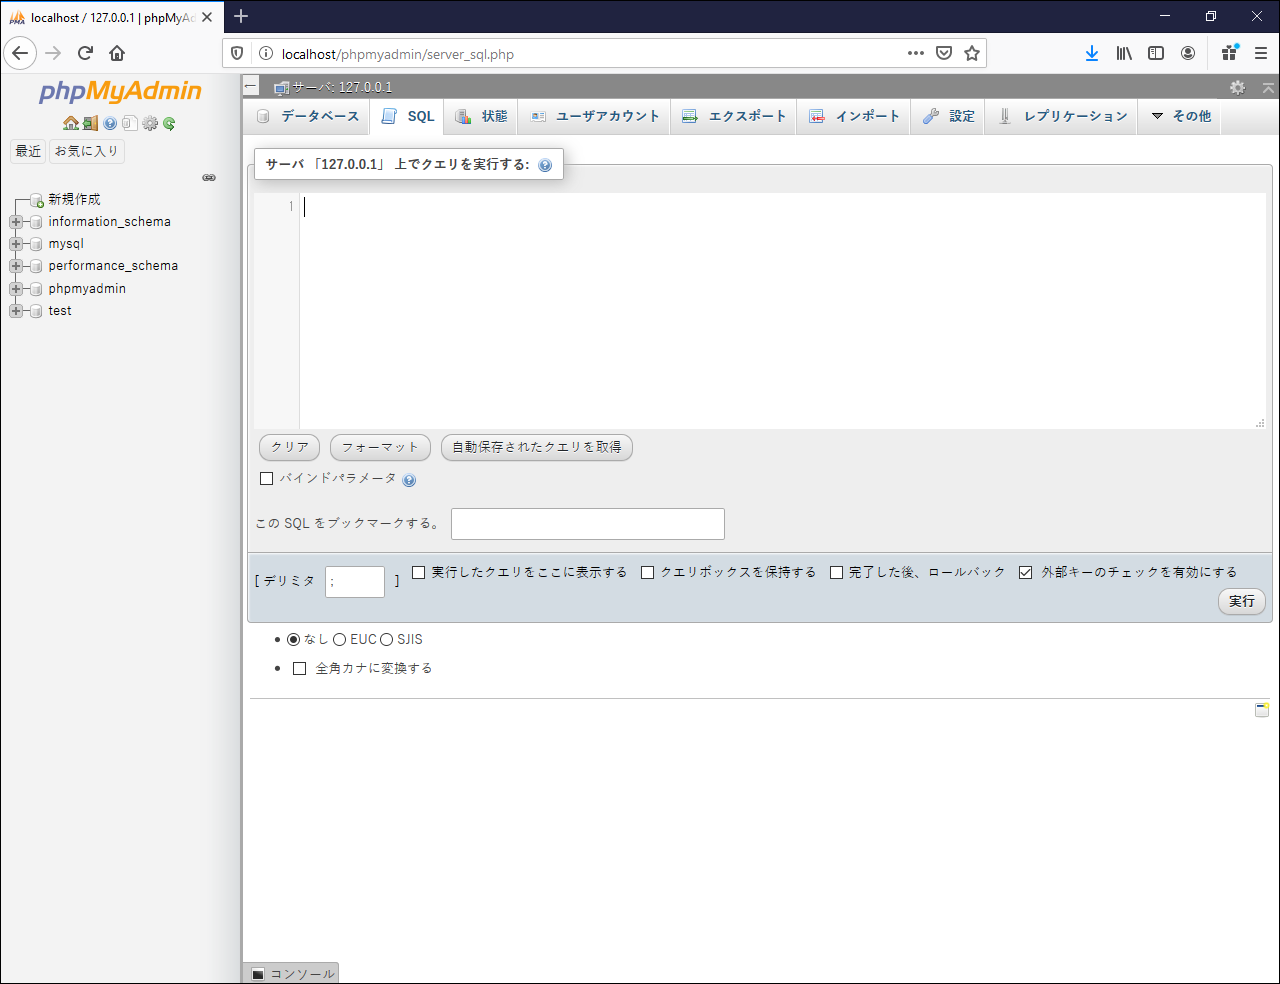 localhost / 127.0.0.1 | phpMyAd
localhost/phpmyadmin/server_sql.php
phpMyAdmin
最近 お気に入り
新規作成
information_schema
mysql
performance_schema
phpmyadmin
test
サーバ: 127.0.0.1
データベース SQL 状態 ユーザアカウント エクスポート インポート 設定 レプリケーション その他
サーバ 「127.0.0.1」 上でクエリを実行する:
1
クリア フォーマット 自動保存されたクエリを取得
バインドパラメータ
この SQL をブックマークする。
[ デリミタ ; ] 実行したクエリをここに表示する クエリボックスを保持する 完了した後、ロールバック 外部キーのチェックを有効にする
実行
なし EUC SJIS
全角カナに変換する
コンソール